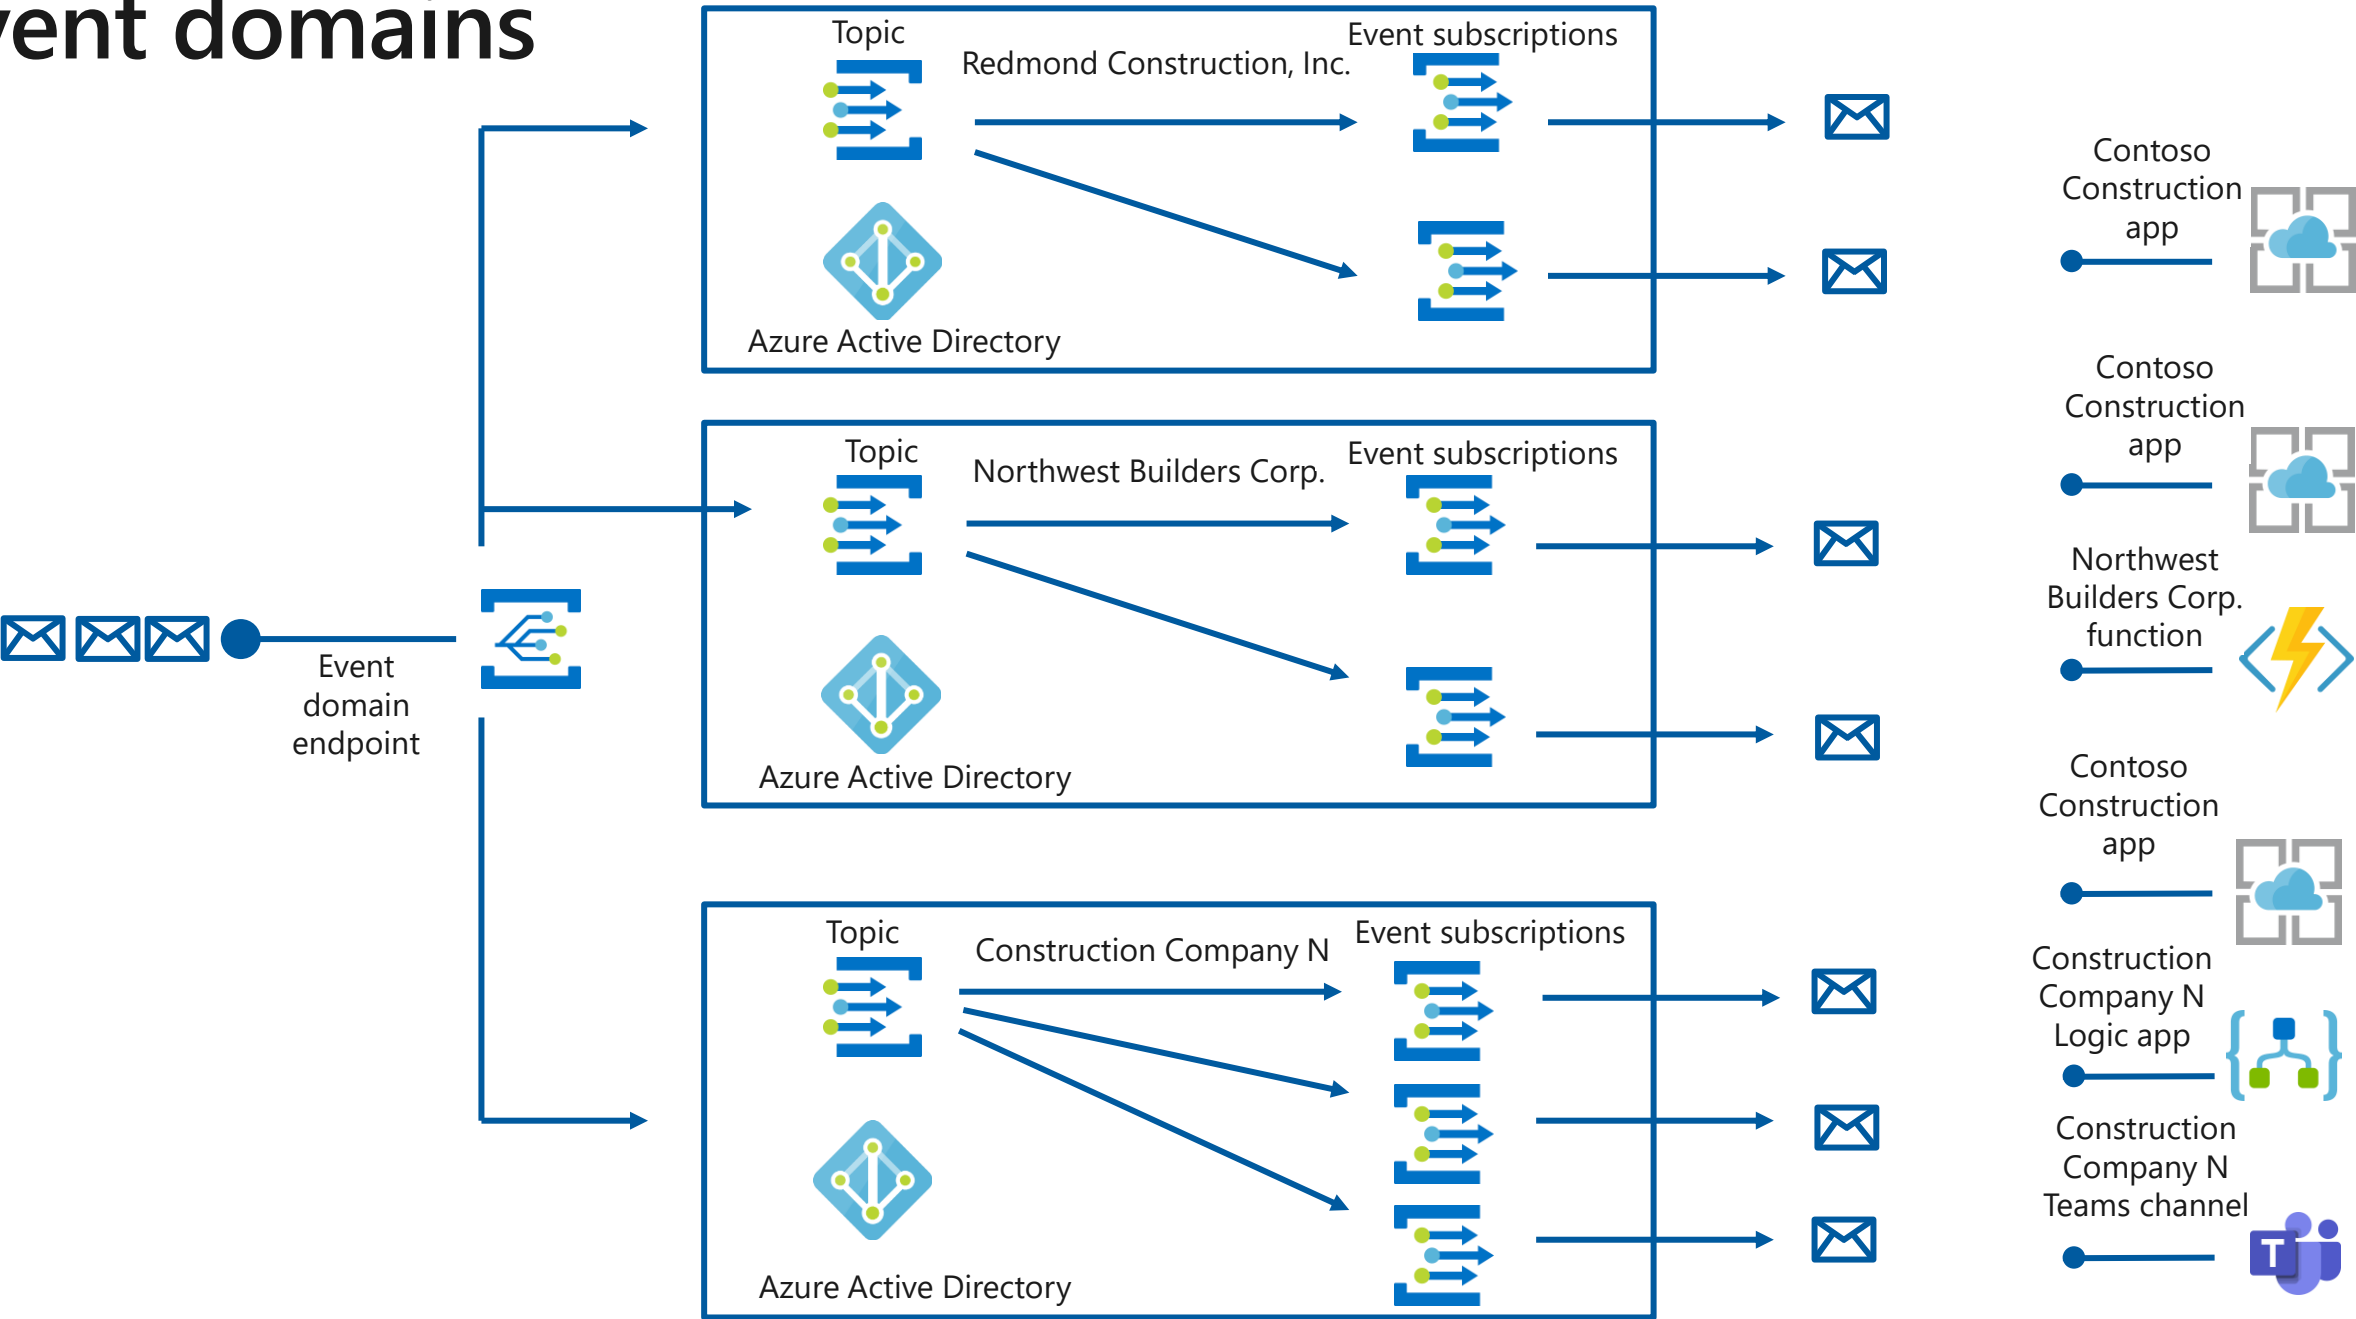 vent domains
Topic
Redmond Construction, Inc.
Event subscriptions
Azure Active Directory
Contoso
Construction
app
Topic
Northwest Builders Corp.
Event subscriptions
Azure Active Directory
Contoso
Construction
app
Northwest
Builders Corp.
function
Event
domain
endpoint
Topic
Construction Company N
Event subscriptions
Azure Active Directory
Contoso
Construction
app
Construction
Company N
Logic app
Construction
Company N
Teams channel
T